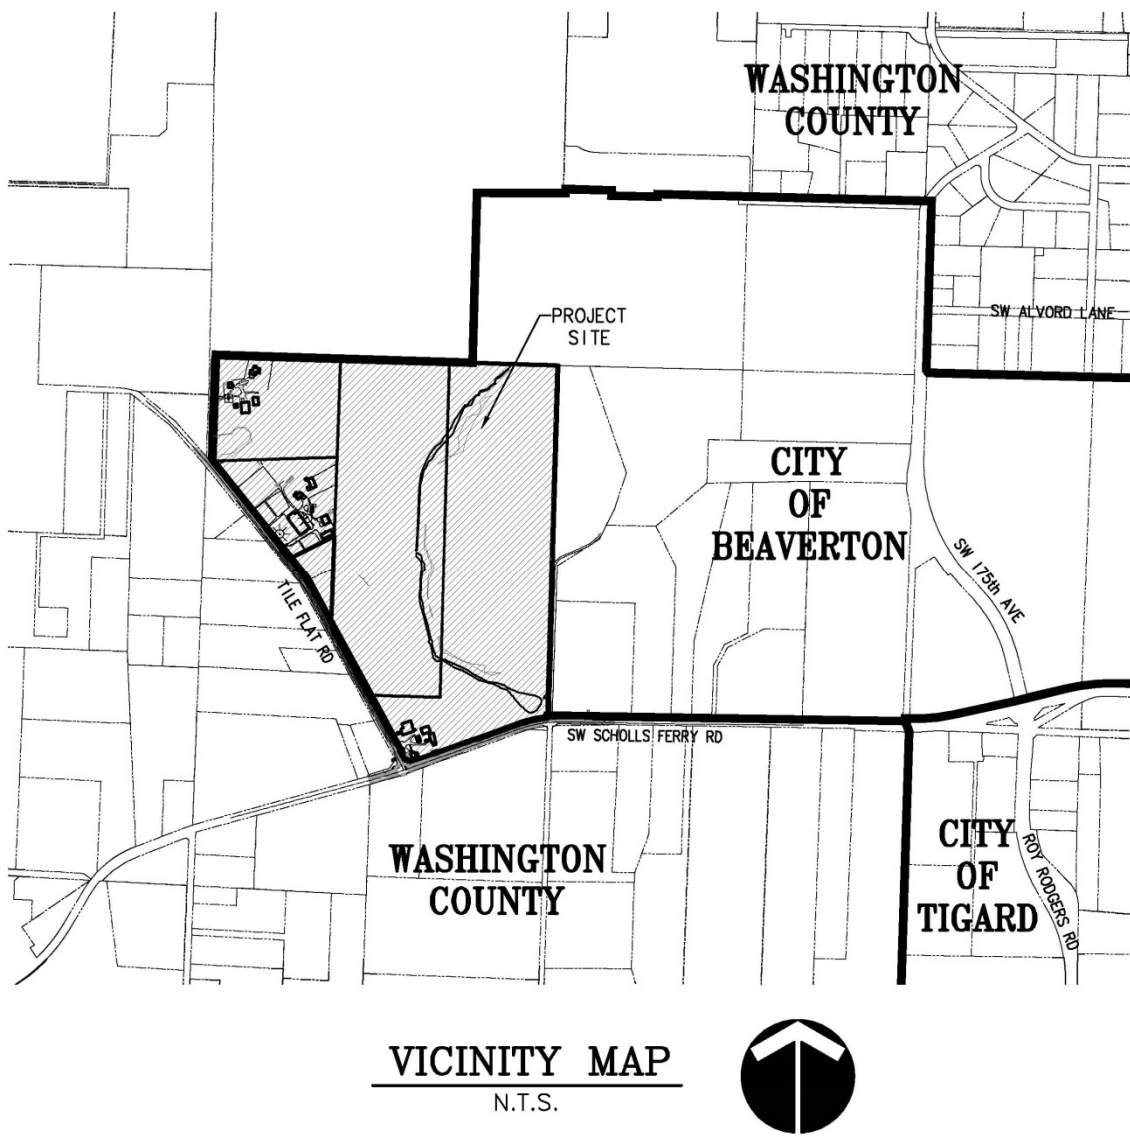 WASHINGTON
COUNTY
SW ALVORD LANE
PROJECT
SITE
CITY
OF
BEAVERTON
SW 175th AVE
TILE FLAT RD
SW SCHOLLS FERRY RD
WASHINGTON
COUNTY
CITY
OF
TIGARD
ROY RODGERS RD
VICINITY MAP
N.T.S.